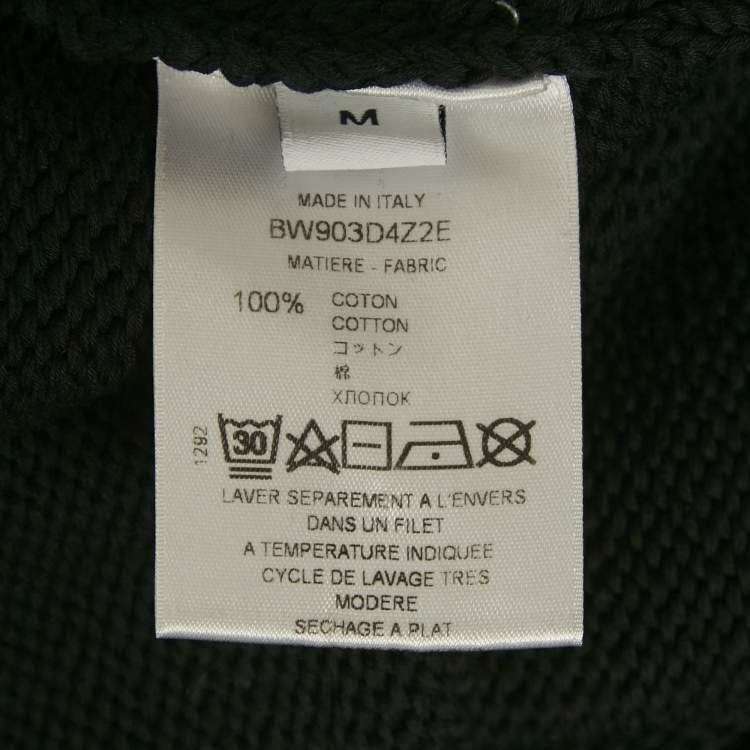 M
MADE IN ITALY
BW903D4Z2E
MATIERE - FABRIC
100% COTON
COTTON
コットン
棉
ХЛОПОК
1292
30
LAVER SEPAREMENT A L'ENVERS
DANS UN FILET
A TEMPERATURE INDIQUEE
CYCLE DE LAVAGE TRES
MODERE
SECHAGE A PLAT